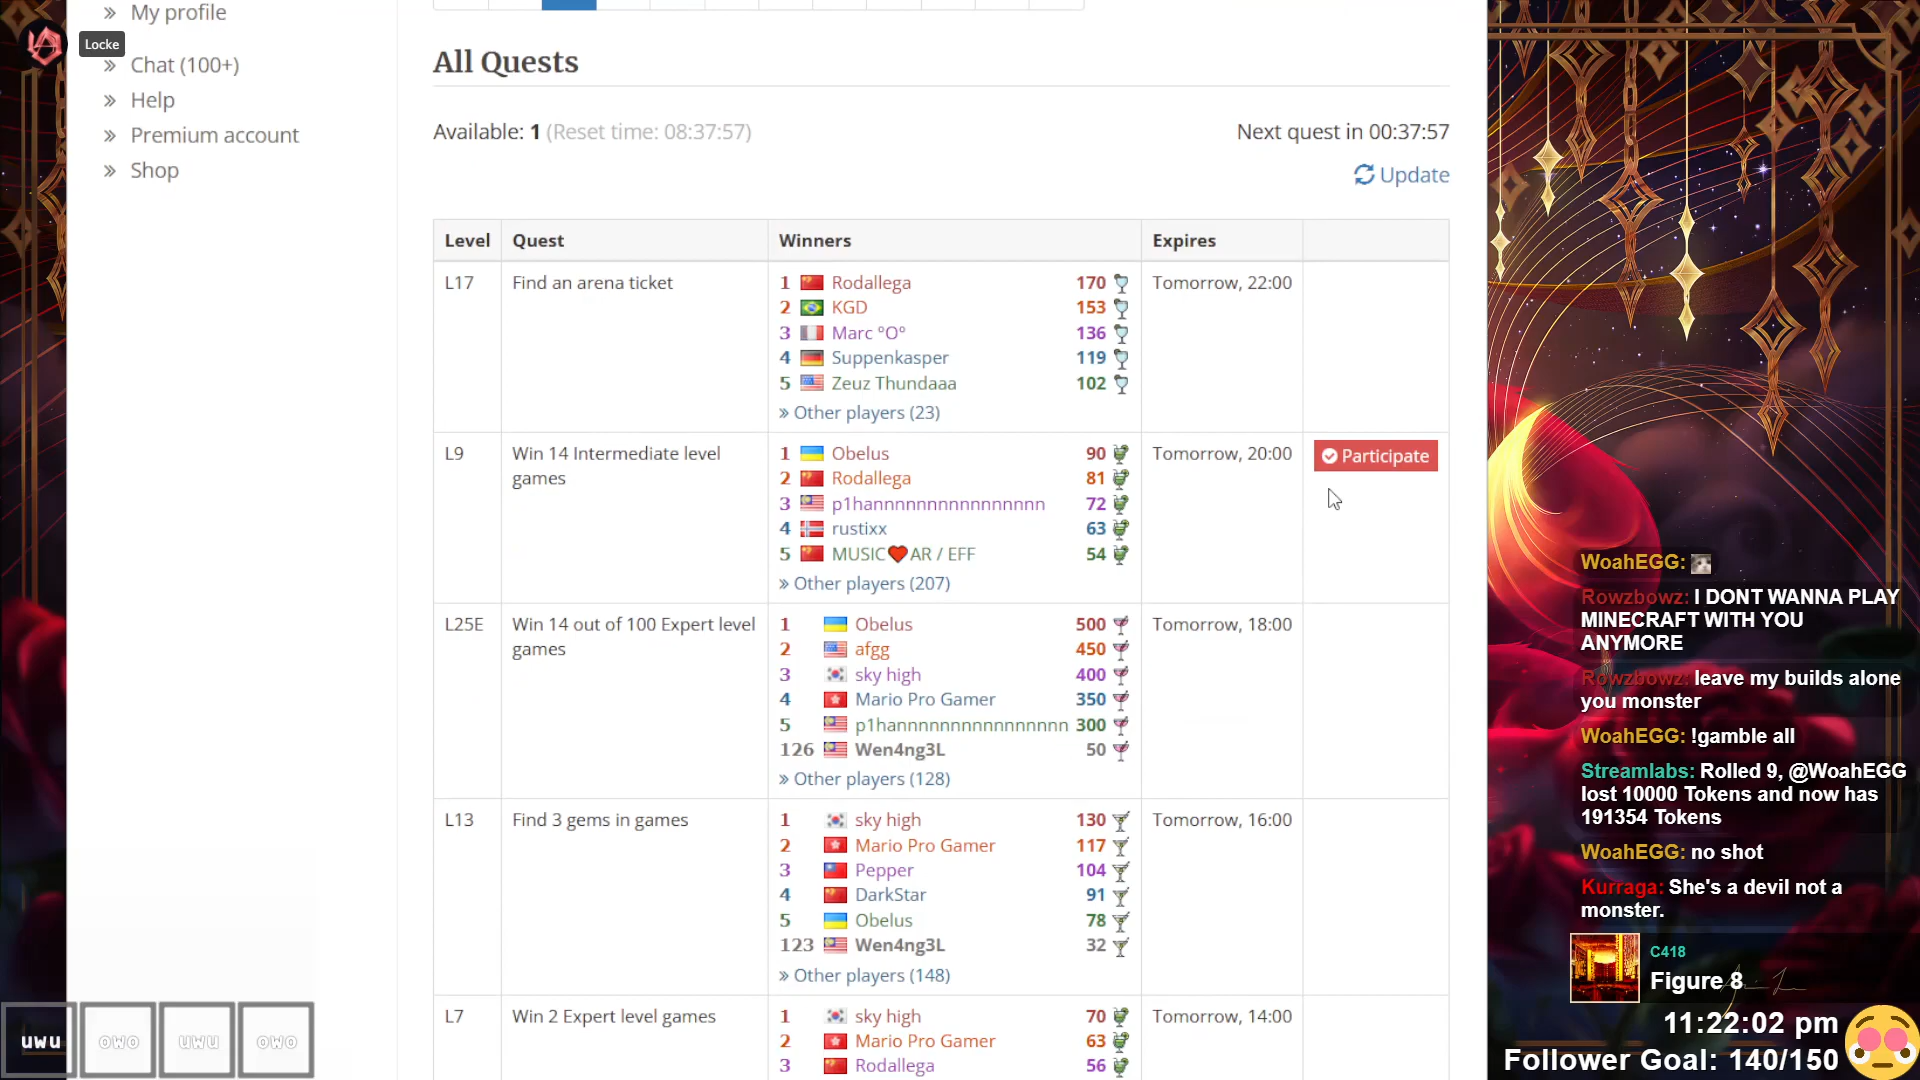 My profile
Locke
Chat (100+)
Help
Premium account
Shop
All Quests
Available: 1 (Reset time: 08:37:57)
Next quest in 00:37:57
Update
Level Quest Winners Expires
L17 Find an arena ticket
1 Rodallega 170
2 KGD 153
3 Marc °O° 136
4 Suppenkasper 119
5 Zeuz Thundaaa 102
» Other players (23)
Tomorrow, 22:00
L9 Win 14 Intermediate level
games
1 Obelus 90
2 Rodallega 81
3 p1hannnnnnnnnnnnnnnn 72
4 rustixx 63
5 MUSIC❤AR / EFF 54
» Other players (207)
Tomorrow, 20:00
Participate
L25E Win 14 out of 100 Expert level
games
1 Obelus 500
2 afgg 450
3 sky high 400
4 Mario Pro Gamer 350
5 p1hannnnnnnnnnnnnnnn 300
126 Wen4ng3L 50
» Other players (128)
Tomorrow, 18:00
L13 Find 3 gems in games
1 sky high 130
2 Mario Pro Gamer 117
3 Pepper 104
4 DarkStar 91
5 Obelus 78
123 Wen4ng3L 32
» Other players (148)
Tomorrow, 16:00
L7 Win 2 Expert level games
1 sky high 70
2 Mario Pro Gamer 63
3 Rodallega 56
Tomorrow, 14:00
WoahEGG:
Rowzbowz: I DONT WANNA PLAY
MINECRAFT WITH YOU
ANYMORE
Rowzbowz: leave my builds alone
you monster
WoahEGG: !gamble all
Streamlabs: Rolled 9, @WoahEGG
lost 10000 Tokens and now has
191354 Tokens
WoahEGG: no shot
Kurraga: She's a devil not a
monster.
C418
Figure 8
11:22:02 pm
Follower Goal: 140/150
uwu owo uwu owo